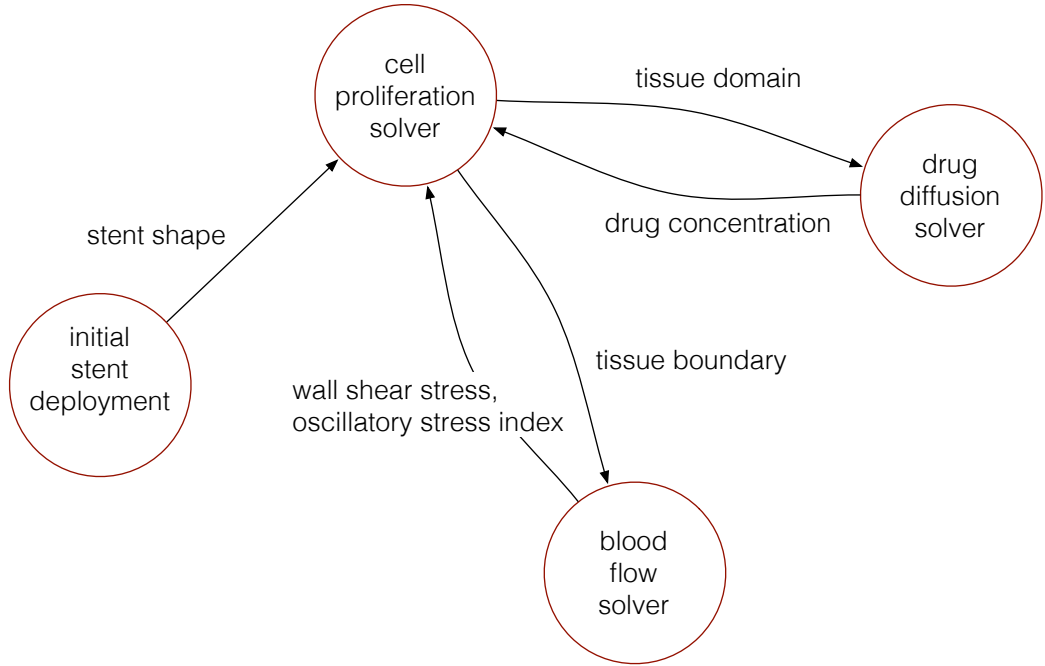 cell
proliferation
solver
tissue domain
drug
diffusion
solver
drug concentration
stent shape
initial
stent
deployment
tissue boundary
wall shear stress,
oscillatory stress index
blood
flow
solver